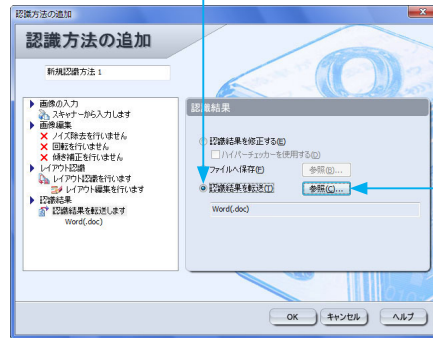 認識方法の追加
認識方法の追加
新規認識方法 1
画像の入力
スキャナーから入力します
画像編集
ノイズ除去を行いません
回転を行いません
傾き補正を行いません
レイアウト認識
レイアウト認識を行います
レイアウト編集を行います
認識結果
認識結果を転送します
Word(.doc)
認識結果
認識結果を修正する(E)
ハイパーチェッカーを使用する(Q)
ファイルへ保存(F)
参照(B)...
認識結果を転送(T)
参照(C)...
Word(.doc)
OK
キャンセル
ヘルプ